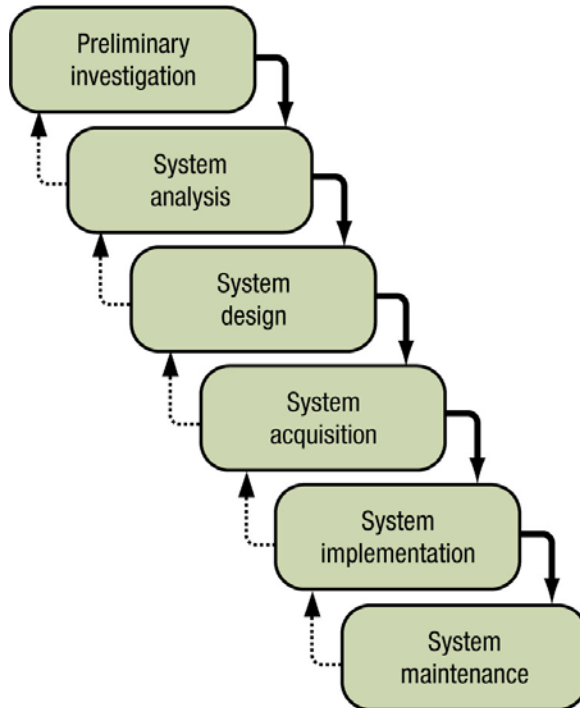 Preliminary
investigation
System
analysis
System
design
System
acquisition
System
implementation
System
maintenance